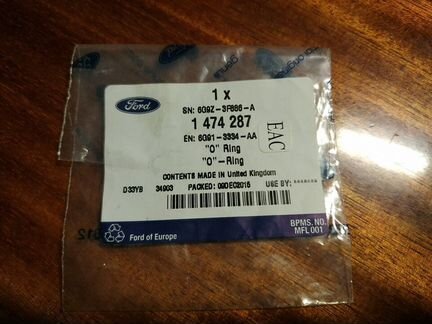 Ford
1 x
SN: 6G9Z-3F886-A
1 474 287
EN: 6G91-3334-AA
EAC
"O" Ring
"O"-Ring
CONTENTS MADE IN United Kingdom
D33YB 34903 PACKED: 09DEC2015 USE BY: ********
Ford of Europe
BPMS. NO.
MFL 001